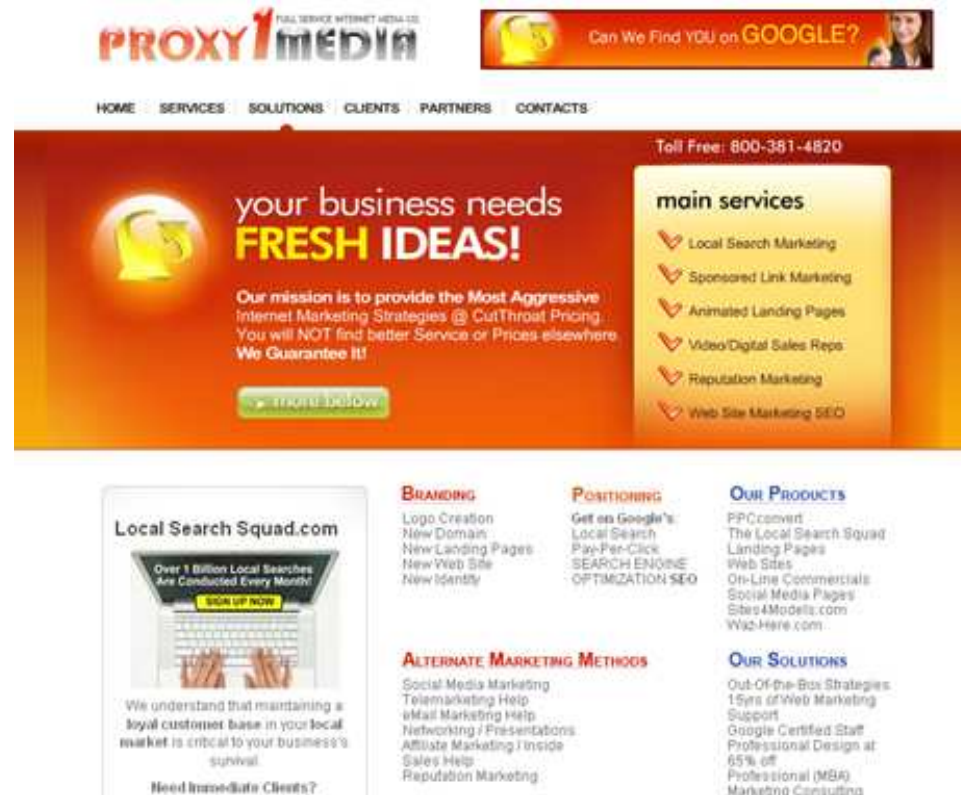 FULL SERVICE INTERNET MEDIA CO.
PROXY1MEDIA
Can We Find YOU on GOOGLE?
HOME SERVICES SOLUTIONS CLIENTS PARTNERS CONTACTS
Toll Free: 800-381-4820
your business needs
FRESH IDEAS!
Our mission is to provide the Most Aggressive
Internet Marketing Strategies @ CutThroat Pricing.
You will NOT find better Service or Prices elsewhere.
We Guarantee It!
more below
main services
Local Search Marketing
Sponsored Link Marketing
Animated Landing Pages
Video/Digital Sales Reps
Reputation Marketing
Web Site Marketing SEO
Local Search Squad.com
Over 1 Billion Local Searches
Are Conducted Every Month!
SIGN UP NOW
We understand that maintaining a
loyal customer base in your local
market is critical to your business's
survival.
Need Immediate Clients?
BRANDING
Logo Creation
New Domain
New Landing Pages
New Web Site
New Identity
POSITIONING
Get on Google's:
Local Search
Pay-Per-Click
SEARCH ENGINE
OPTIMIZATION SEO
OUR PRODUCTS
PPCconvert
The Local Search Squad
Landing Pages
Web Sites
On-Line Commercials
Social Media Pages
Sites4Models.com
Waz-Here.com
ALTERNATE MARKETING METHODS
Social Media Marketing
Telemarketing Help
eMail Marketing Help
Networking / Presentations
Affiliate Marketing / Inside
Sales Help
Reputation Marketing
OUR SOLUTIONS
Out-Of-the-Box Strategies
15yrs of Web Marketing
Support
Google Certified Staff
Professional Design at
65% off
Professional (MBA)
Marketing Consulting